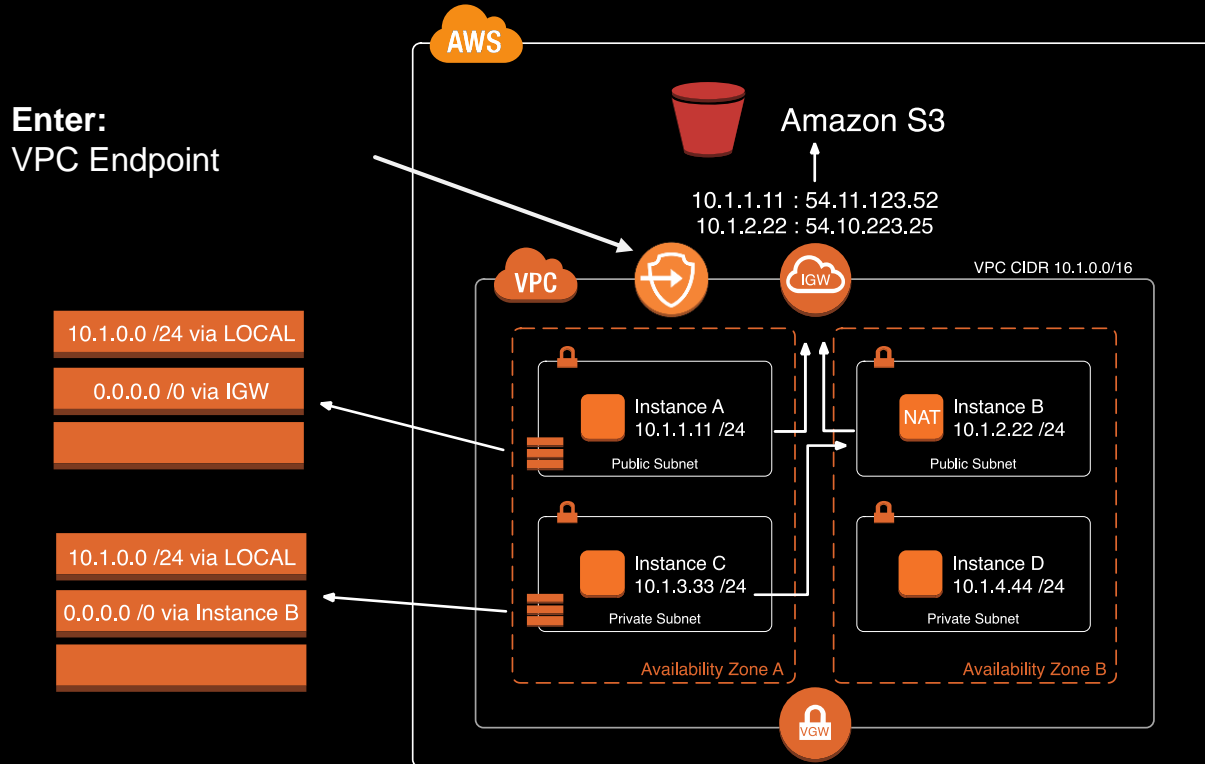 AWS
Enter:
VPC Endpoint
Amazon S3
10.1.1.11 : 54.11.123.52
10.1.2.22 : 54.10.223.25
VPC
IGW
VPC CIDR 10.1.0.0/16
10.1.0.0 /24 via LOCAL
0.0.0.0 /0 via IGW
Instance A
10.1.1.11 /24
Public Subnet
NAT
Instance B
10.1.2.22 /24
Public Subnet
10.1.0.0 /24 via LOCAL
0.0.0.0 /0 via Instance B
Instance C
10.1.3.33 /24
Private Subnet
Instance D
10.1.4.44 /24
Private Subnet
Availability Zone A
Availability Zone B
VGW